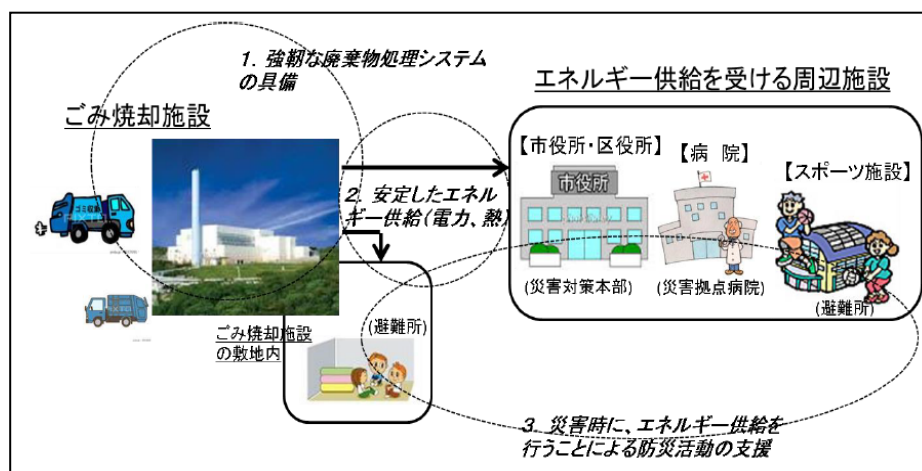 1. 強靭な廃棄物処理システム
の具備
エネルギー供給を受ける周辺施設
ごみ焼却施設
【市役所・区役所】
【病 院】
【スポーツ施設】
市役所
ゴミ収集
2. 安定したエネル
ギー供給(電力、熱)
(災害対策本部)
(災害拠点病院)
(避難所)
ごみ焼却施設
の敷地内
(避難所)
3. 災害時に、エネルギー供給を
行うことによる防災活動の支援